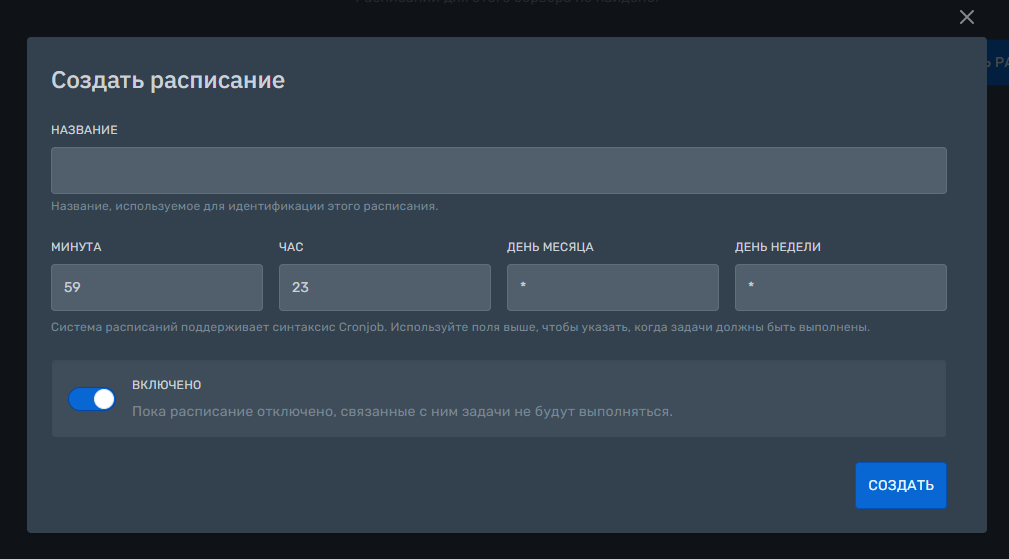 Создать расписание
НАЗВАНИЕ
Название, используемое для идентификации этого расписания.
МИНУТА ЧАС ДЕНЬ МЕСЯЦА ДЕНЬ НЕДЕЛИ
59 23 * *
Система расписаний поддерживает синтаксис Cronjob. Используйте поля выше, чтобы указать, когда задачи должны быть выполнены.
ВКЛЮЧЕНО
Пока расписание отключено, связанные с ним задачи не будут выполняться.
СОЗДАТЬ